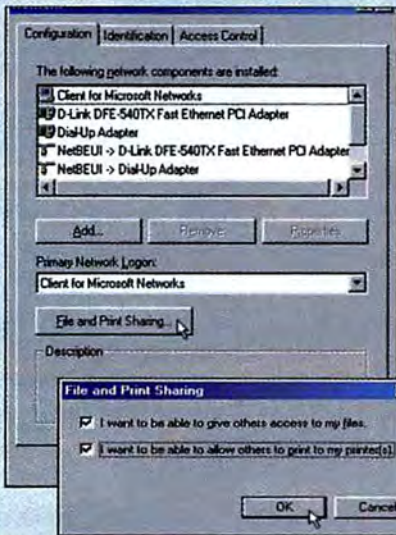 Configuration
Identification
Access Control
The following network components are installed:
Client for Microsoft Networks
D-Link DFE-540TX Fast Ethernet PCI Adapter
Dial-Up Adapter
NetBEUI -> D-Link DFE-540TX Fast Ethernet PCI Adapter
NetBEUI -> Dial-Up Adapter
Add...
Remove
Properties
Primary Network Logon:
Client for Microsoft Networks
File and Print Sharing...
Description
File and Print Sharing
I want to be able to give others access to my files.
I want to be able to allow others to print to my printer(s).
OK
Cancel